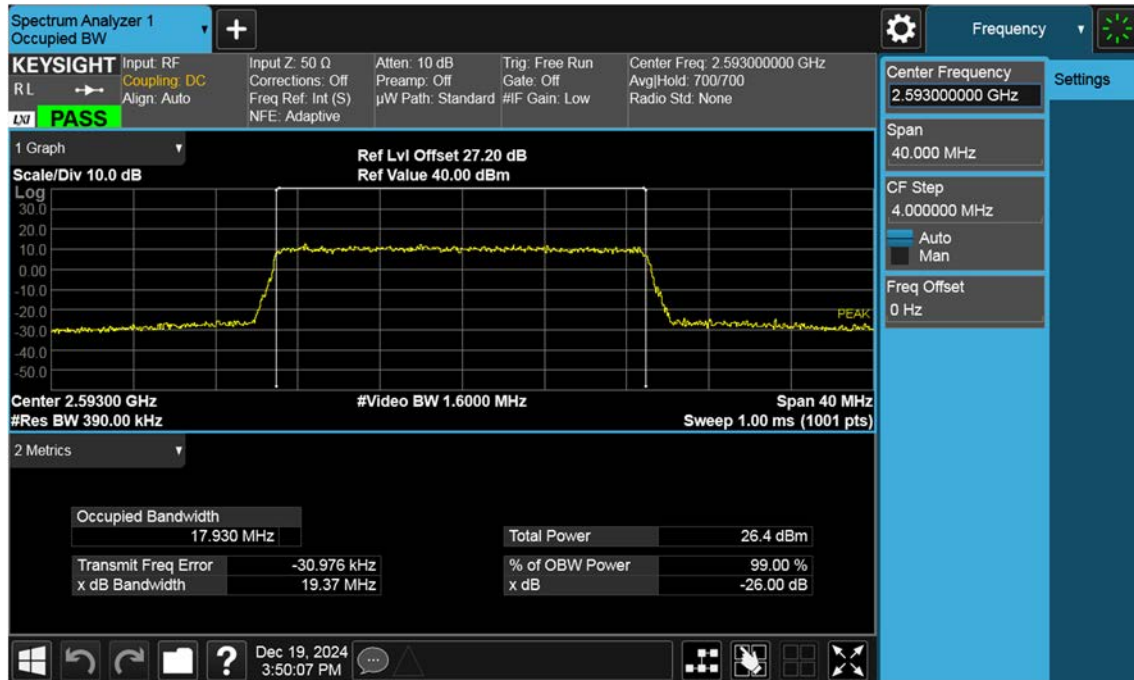 Spectrum Analyzer 1
Occupied BW
+
Frequency
KEYSIGHT
R L
LXI
PASS
Input: RF
Coupling: DC
Align: Auto
Input Z: 50 Ω
Corrections: Off
Freq Ref: Int (S)
NFE: Adaptive
Atten: 10 dB
Preamp: Off
µW Path: Standard
Trig: Free Run
Gate: Off
#IF Gain: Low
Center Freq: 2.593000000 GHz
Avg|Hold: 700/700
Radio Std: None
Center Frequency
2.593000000 GHz
Settings
Span
40.000 MHz
CF Step
4.000000 MHz
Auto
Man
Freq Offset
0 Hz
1 Graph
Scale/Div 10.0 dB
Ref Lvl Offset 27.20 dB
Ref Value 40.00 dBm
Log
30.0
20.0
10.0
0.00
-10.0
-20.0
-30.0
-40.0
-50.0
PEAK
Center 2.59300 GHz
#Video BW 1.6000 MHz
Span 40 MHz
#Res BW 390.00 kHz
Sweep 1.00 ms (1001 pts)
2 Metrics
Occupied Bandwidth
17.930 MHz
Total Power 26.4 dBm
Transmit Freq Error -30.976 kHz
% of OBW Power 99.00 %
x dB Bandwidth 19.37 MHz
x dB -26.00 dB
?
Dec 19, 2024
3:50:07 PM